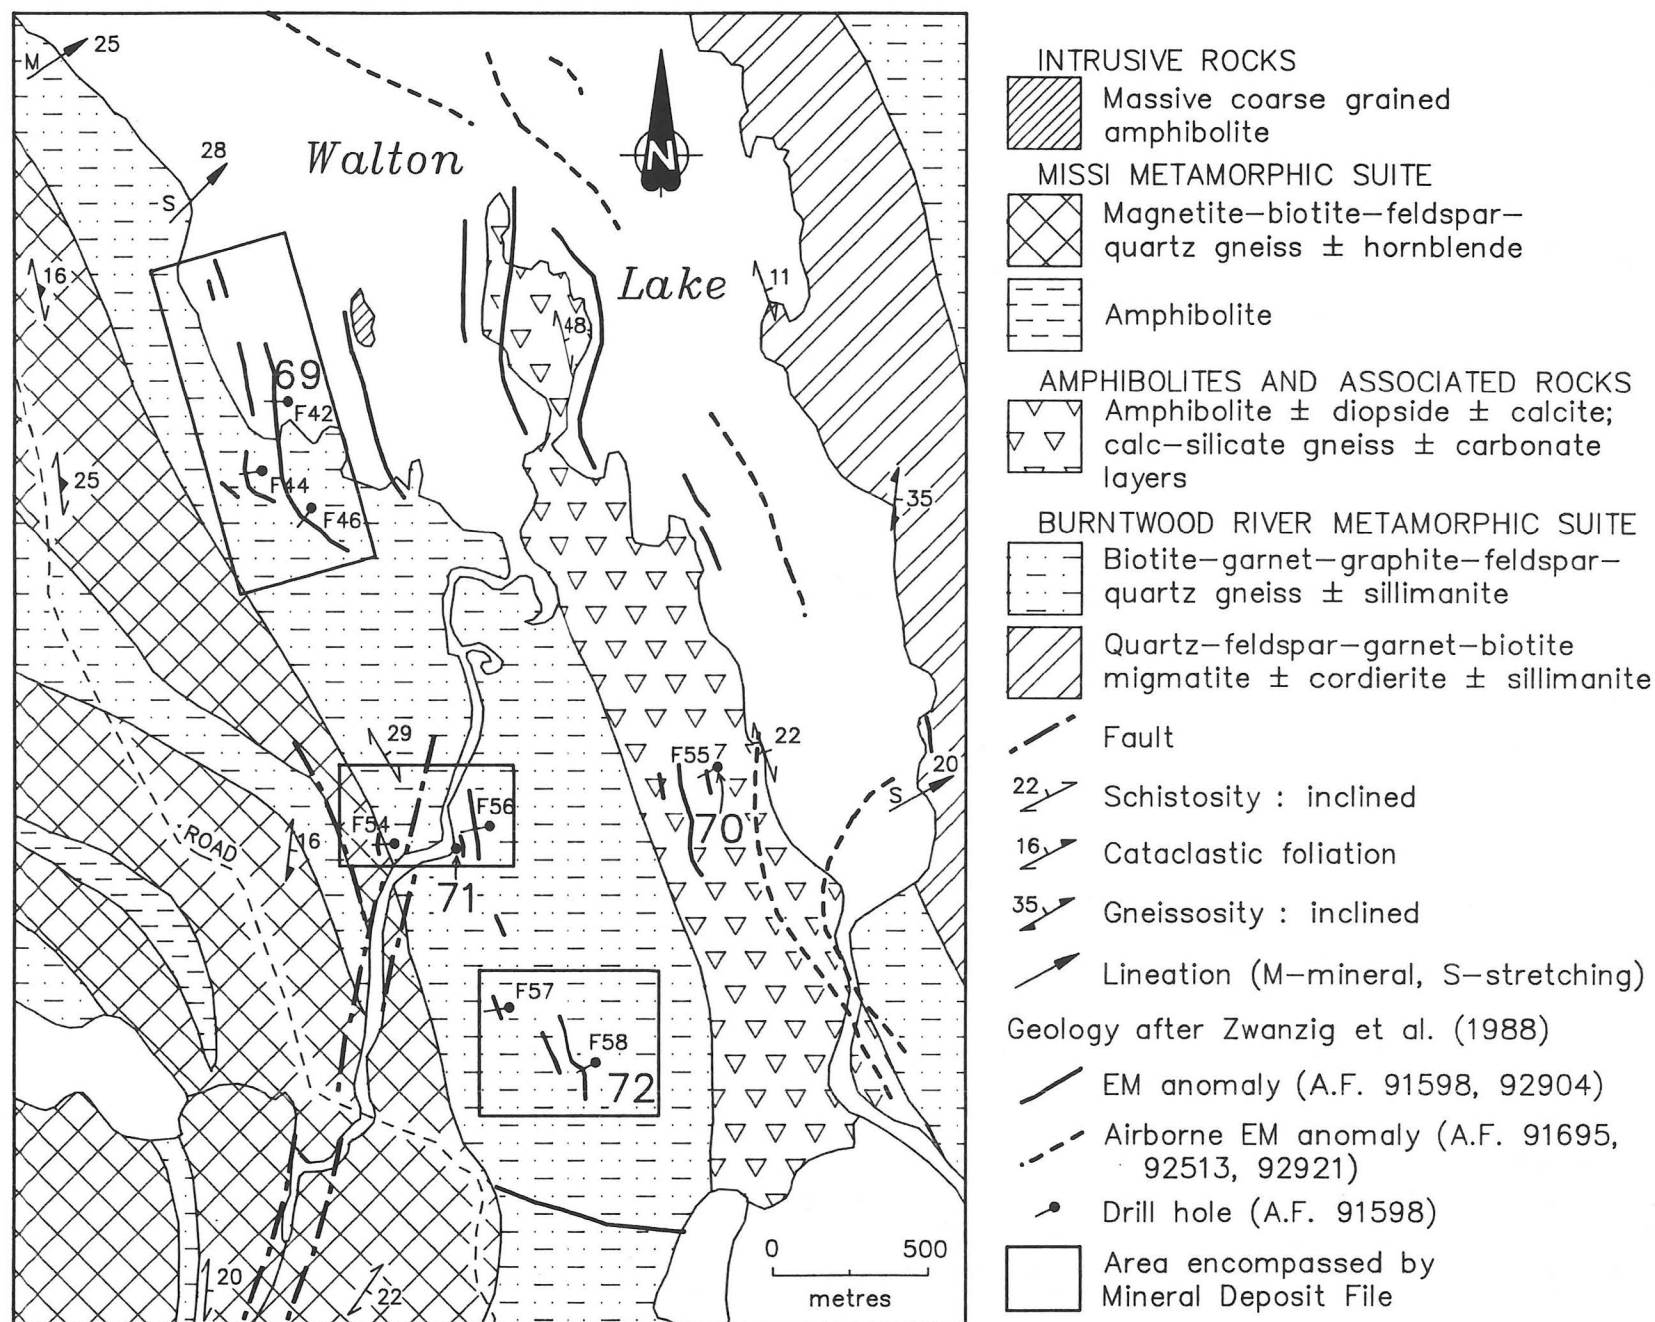 M
25
28
S
Walton
N
Lake
16
11
48
69
F42
25
F44
F46
35
29
22
F55
70
20
S
F56
F54
ROAD
16
71
F57
F58
72
20
22
0 500
metres
INTRUSIVE ROCKS
Massive coarse grained
amphibolite
MISSI METAMORPHIC SUITE
Magnetite-biotite-feldspar-
quartz gneiss ± hornblende
Amphibolite
AMPHIBOLITES AND ASSOCIATED ROCKS
Amphibolite ± diopside ± calcite;
calc-silicate gneiss ± carbonate
layers
BURNTWOOD RIVER METAMORPHIC SUITE
Biotite-garnet-graphite-feldspar-
quartz gneiss ± sillimanite
Quartz-feldspar-garnet-biotite
migmatite ± cordierite ± sillimanite
Fault
22 Schistosity : inclined
16 Cataclastic foliation
35 Gneissosity : inclined
Lineation (M-mineral, S-stretching)
Geology after Zwanzig et al. (1988)
EM anomaly (A.F. 91598, 92904)
Airborne EM anomaly (A.F. 91695,
92513, 92921)
Drill hole (A.F. 91598)
Area encompassed by
Mineral Deposit File